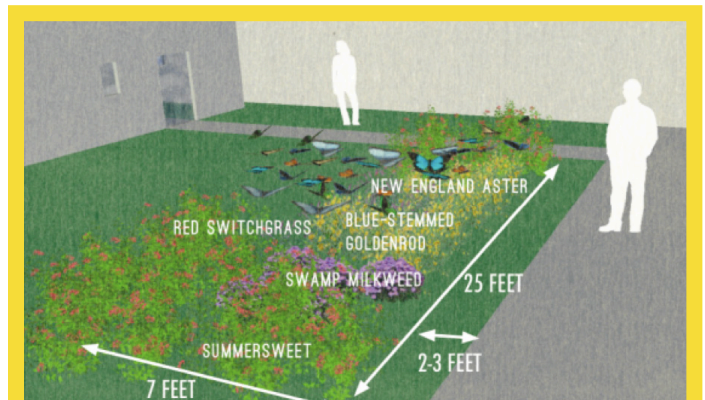 NEW ENGLAND ASTER
RED SWITCHGRASS
BLUE-STEMMED
GOLDENROD
SWAMP MILKWEED
25 FEET
SUMMERSWEET
2-3 FEET
7 FEET